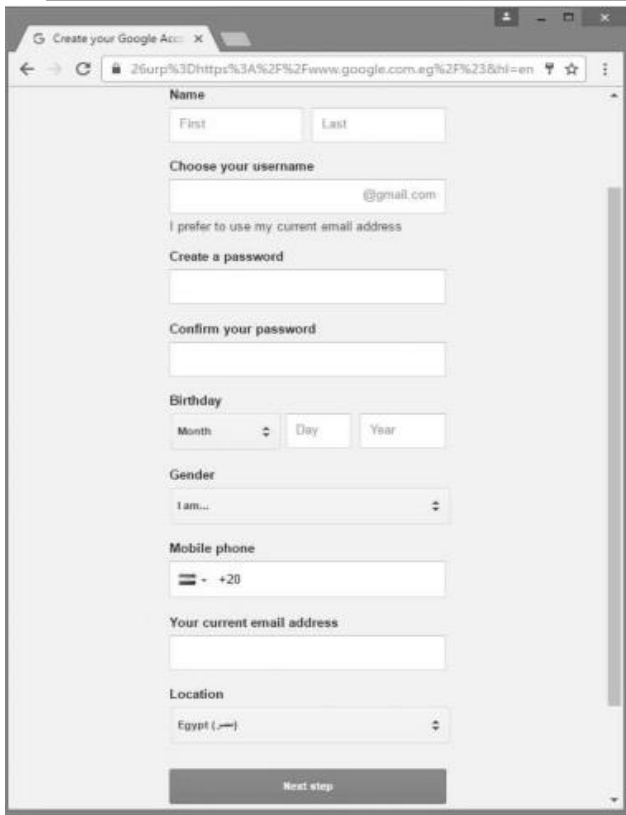 G Create your Google Acc
26urp%3Dhttps%3A%2F%2Fwww.google.com.eg%2F%23&hl=en
Name
First Last
Choose your username
@gmail.com
I prefer to use my current email address
Create a password
Confirm your password
Birthday
Month Day Year
Gender
I am...
Mobile phone
+20
Your current email address
Location
Egypt (مصر)
Next step